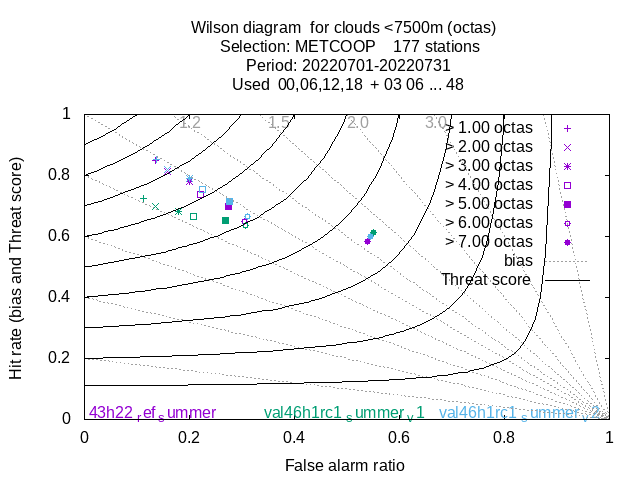 Wilson diagram  for clouds <7500m (octas)
Selection: METCOOP    177 stations
Period: 20220701-20220731
Used  00,06,12,18  + 03 06 ... 48
Hit rate (bias and Threat score)
1
0.8
0.6
0.4
0.2
0
1.2
1.5
2.0
3.0
> 1.00 octas
> 2.00 octas
> 3.00 octas
> 4.00 octas
> 5.00 octas
> 6.00 octas
> 7.00 octas
bias
Threat score
43h22_ref_summer
val46h1rc1_summer_v1
val46h1rc1_summer_v2
0
0.2
0.4
0.6
0.8
1
False alarm ratio